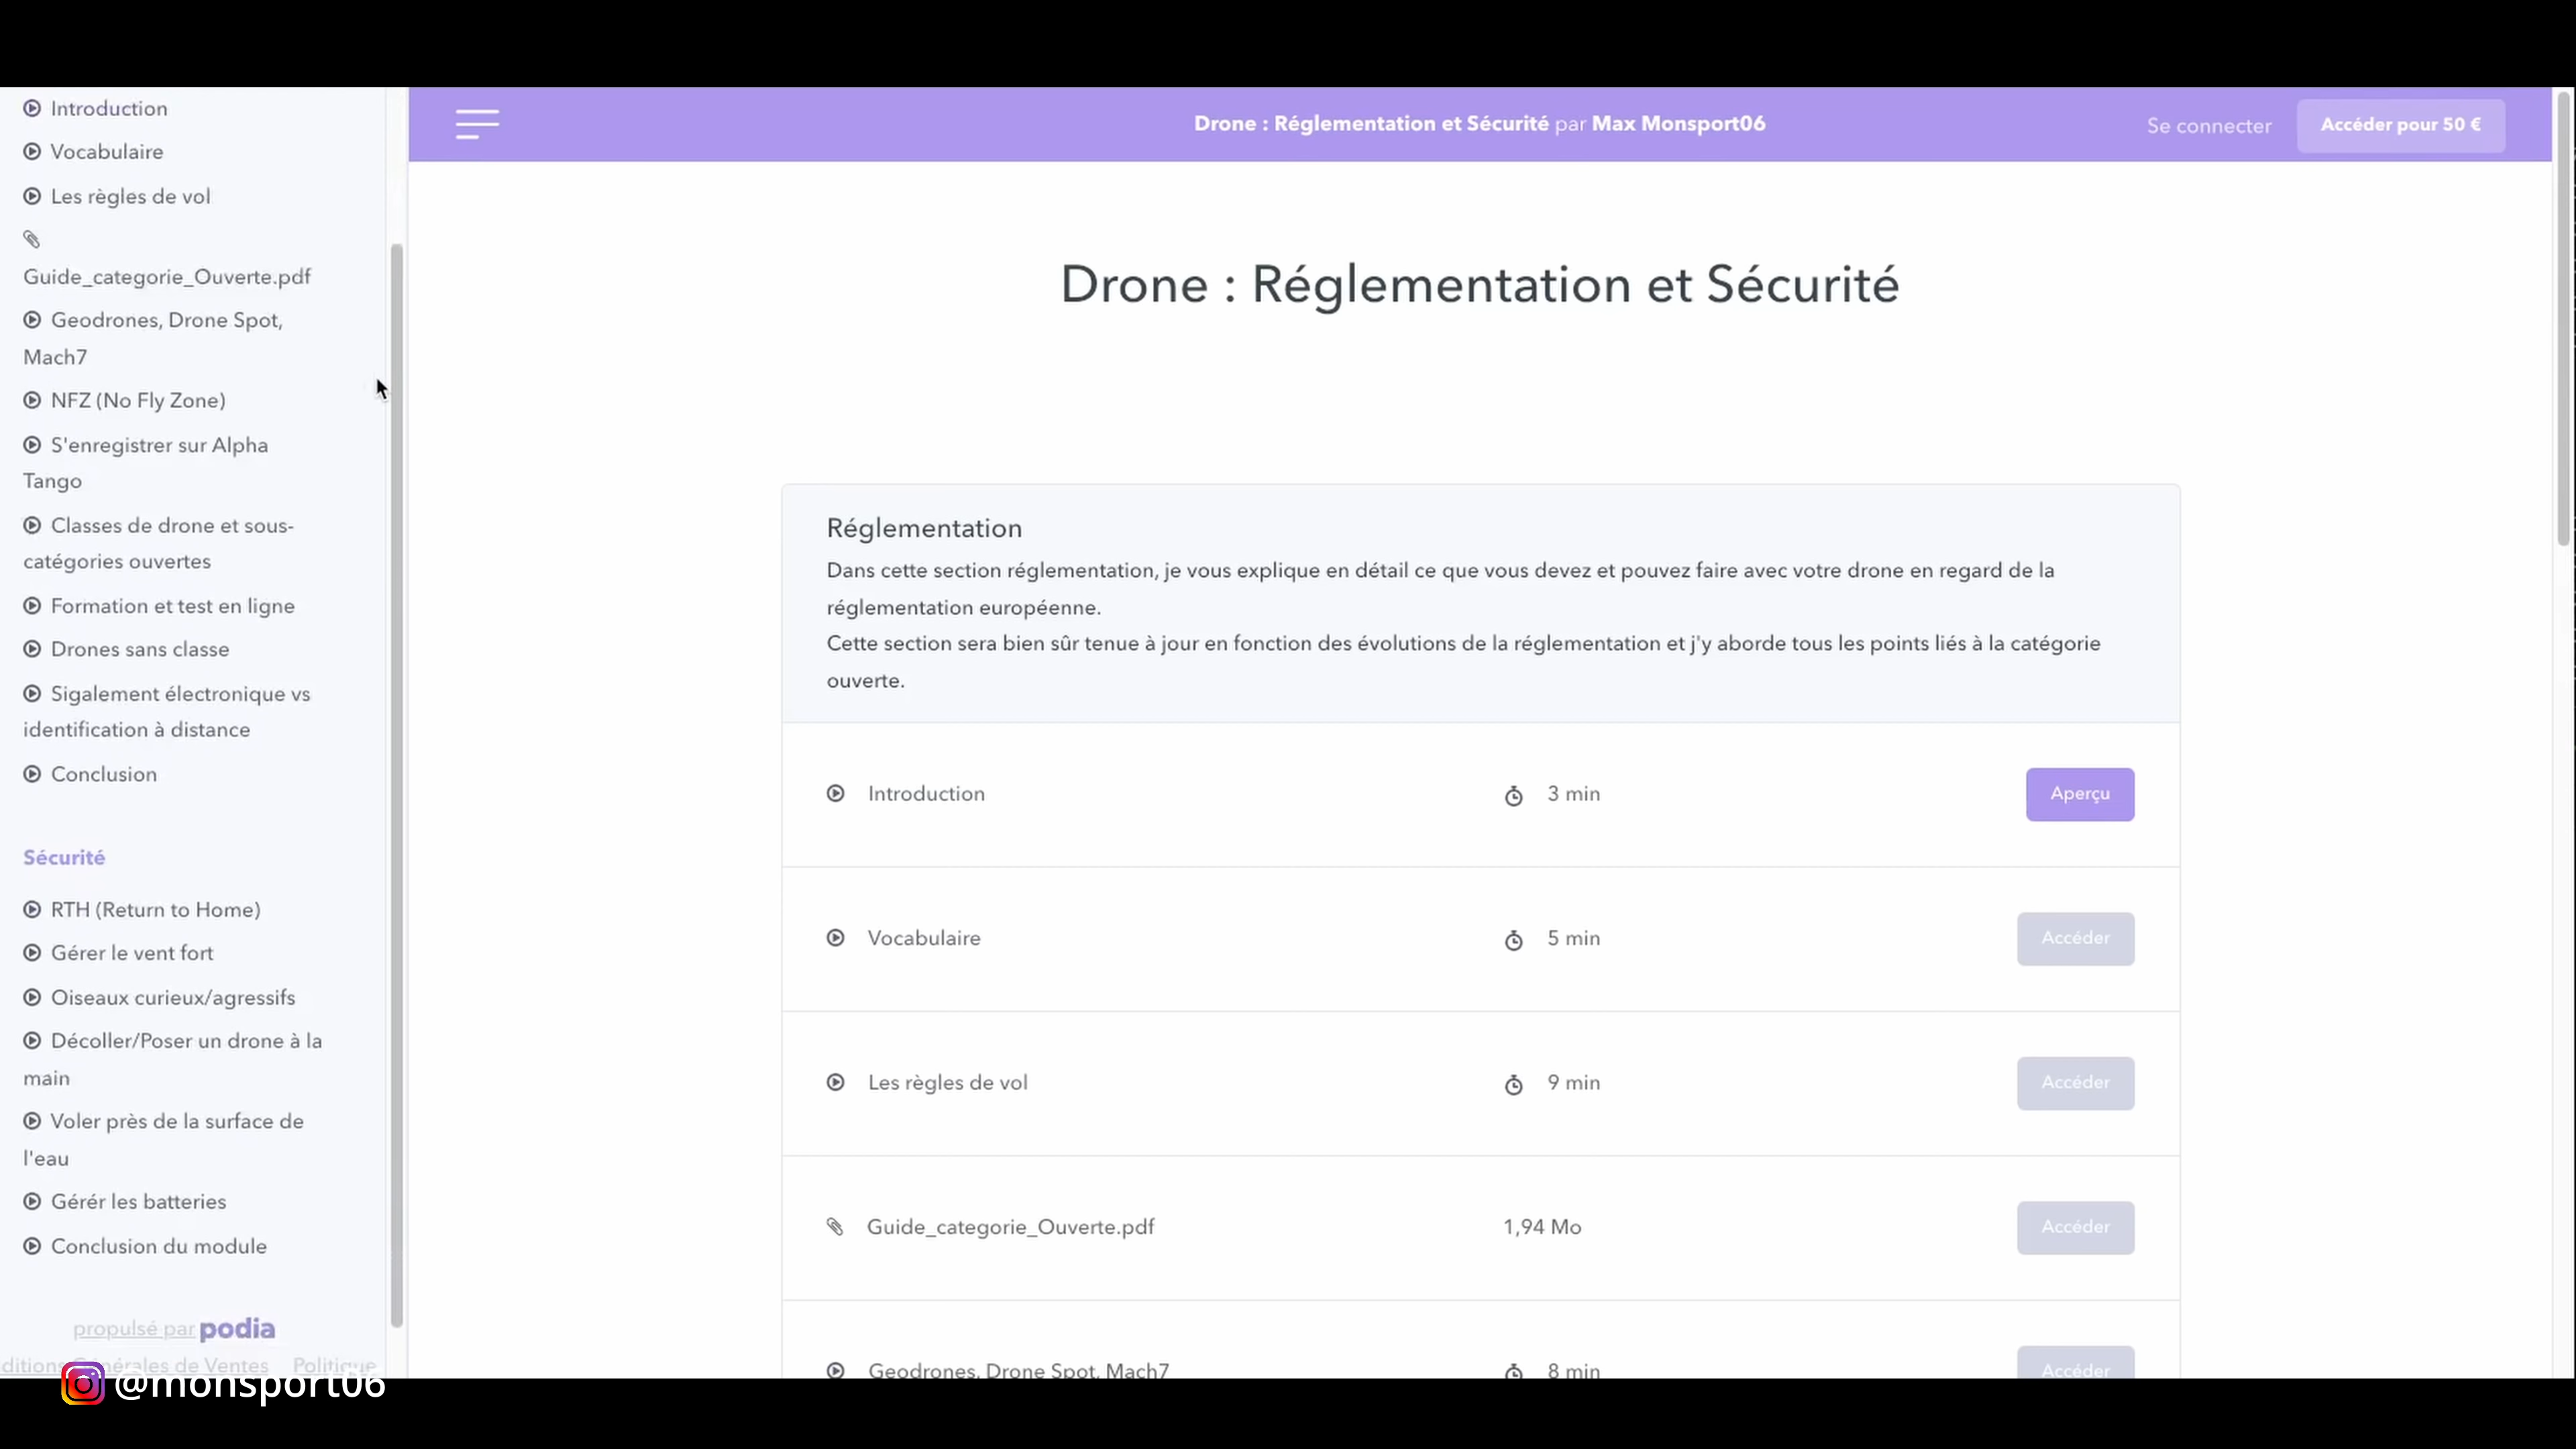 Introduction
Vocabulaire
Les règles de vol
Guide_categorie_Ouverte.pdf
Geodrones, Drone Spot,
Mach7
NFZ (No Fly Zone)
S'enregistrer sur Alpha
Tango
Classes de drone et sous-
catégories ouvertes
Formation et test en ligne
Drones sans classe
Sigalement électronique vs
identification à distance
Conclusion
Sécurité
RTH (Return to Home)
Gérer le vent fort
Oiseaux curieux/agressifs
Décoller/Poser un drone à la
main
Voler près de la surface de
l'eau
Gérér les batteries
Conclusion du module
propulsé par podia
ditions Générales de Ventes Politique
@monsport06
Drone : Réglementation et Sécurité par Max Monsport06
Se connecter
Accéder pour 50 €
Drone : Réglementation et Sécurité
Réglementation
Dans cette section réglementation, je vous explique en détail ce que vous devez et pouvez faire avec votre drone en regard de la
réglementation européenne.
Cette section sera bien sûr tenue à jour en fonction des évolutions de la réglementation et j'y aborde tous les points liés à la catégorie
ouverte.
Introduction 3 min Aperçu
Vocabulaire 5 min Accéder
Les règles de vol 9 min Accéder
Guide_categorie_Ouverte.pdf 1,94 Mo Accéder
Geodrones, Drone Spot, Mach7 8 min Accéder